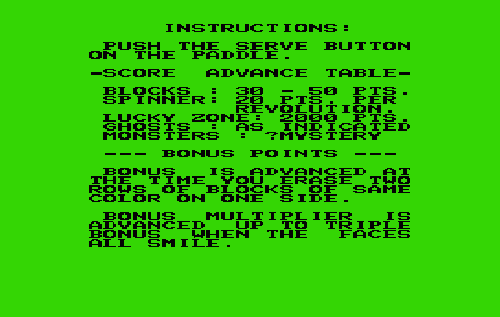 INSTRUCTIONS:
PUSH THE SERVE BUTTON
ON THE PADDLE.
-SCORE ADVANCE TABLE-
BLOCKS : 30 - 50 PTS.
SPINNER: 20 PTS. PER
REVOLUTION.
LUCKY ZONE: 2000 PTS.
GHOSTS : AS INDICATED
MONSTERS : ?MYSTERY
--- BONUS POINTS ---
BONUS IS ADVANCED AT
THE TIME YOU ERASE TWO
ROWS OF BLOCKS OF SAME
COLOR ON ONE SIDE.
BONUS MULTIPLIER IS
ADVANCED UP TO TRIPLE
BONUS WHEN THE FACES
ALL SMILE.